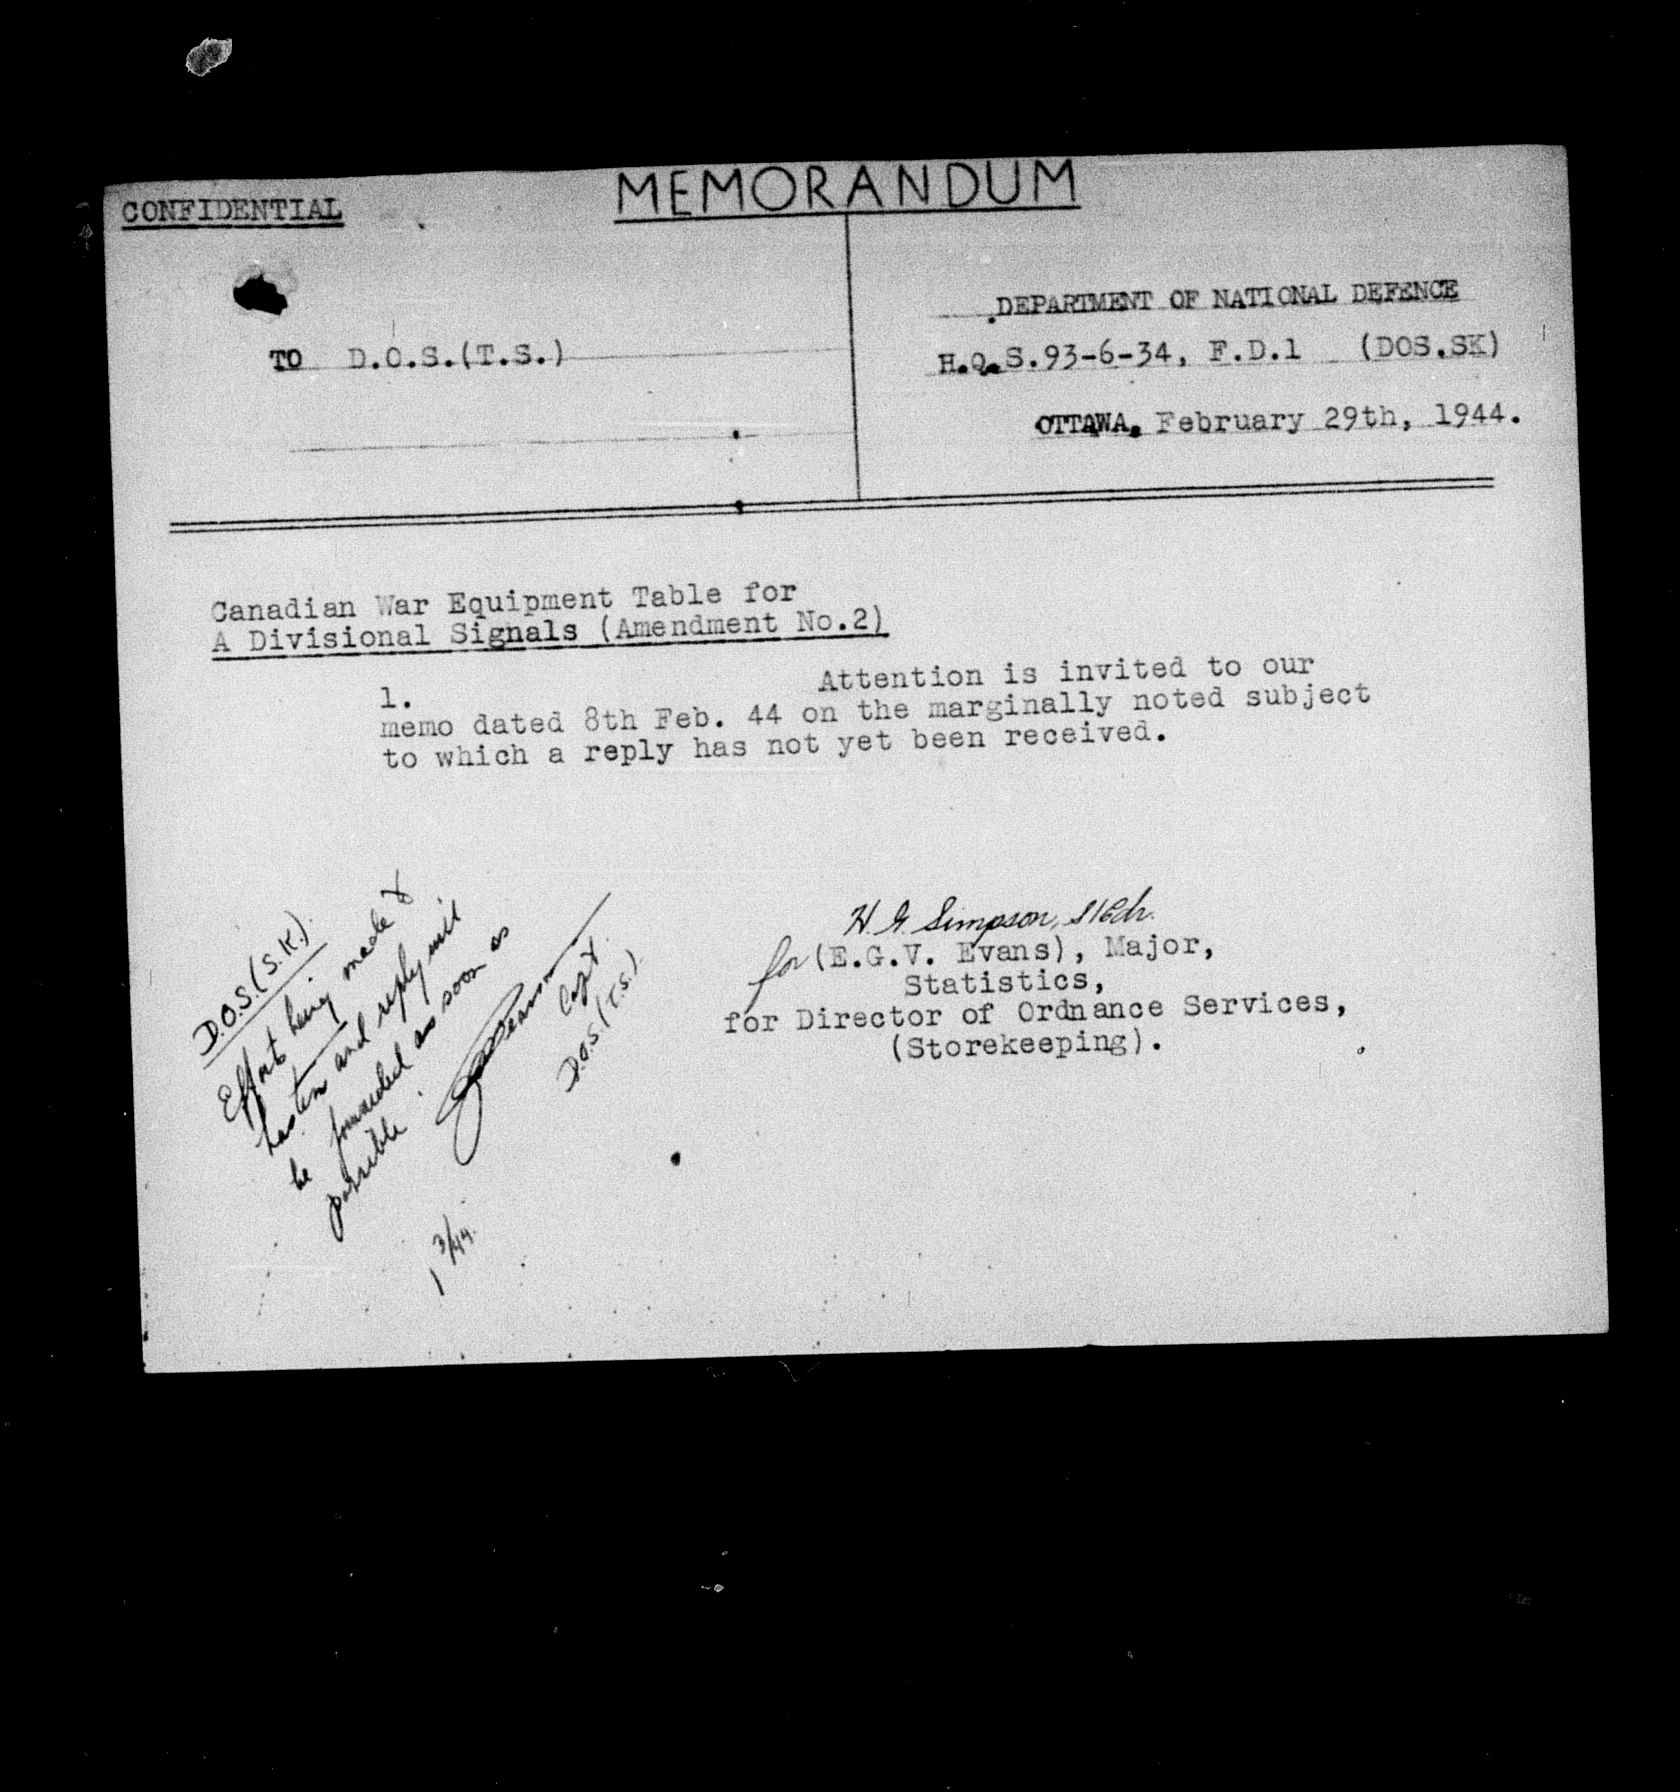 CONFIDENTIAL
MEMORANDUM
DEPARTMENT OF NATIONAL DEFENCE
TO D.O.S.(T.S.)
H.Q.S.93-6-34, F.D.1 (DOS.SK)
OTTAWA, February 29th, 1944.
Canadian War Equipment Table for
A Divisional Signals (Amendment No.2)
1. Attention is invited to our
memo dated 8th Feb. 44 on the marginally noted subject
to which a reply has not yet been received.
H. G. Simpson,
for (E.G.V. Evans), Major,
Statistics,
for Director of Ordnance Services,
(Storekeeping).
D.O.S.(S.K.).
Effort being made to
hasten and reply will
be forwarded as soon as
possible.
Pearson Capt.
D.O.S.(T.S.).
1 3/44.